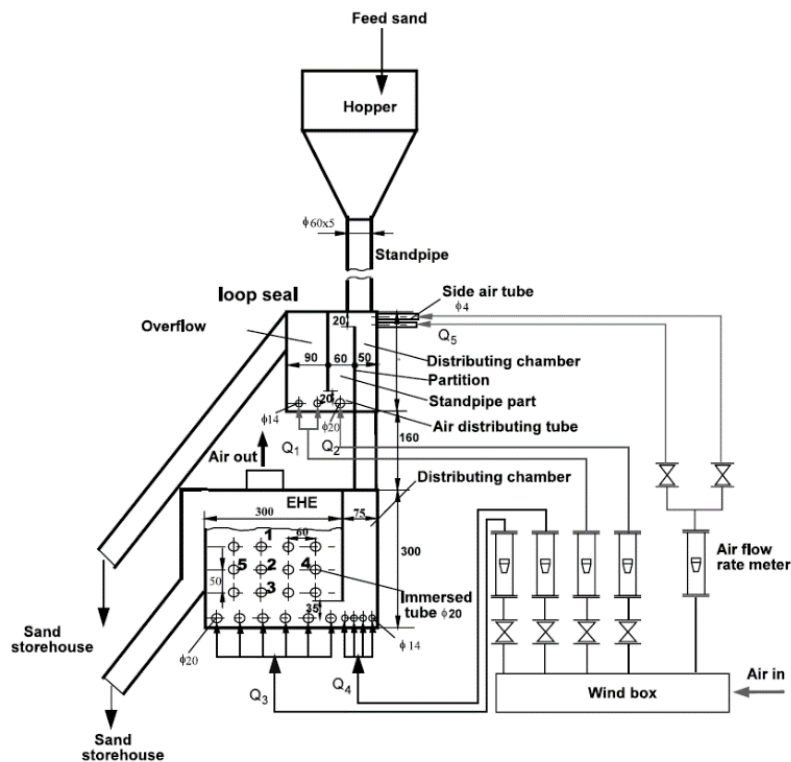 Feed sand
Hopper
ϕ60x5
Standpipe
loop seal
Side air tube
ϕ4
Overflow
20
Q5
90
60
50
Distributing chamber
Partition
Standpipe part
20
ϕ14
ϕ20
Air distributing tube
Q1
Q2
160
Air out
Distributing chamber
EHE
300
75
1
60
300
5
2
4
50
3
Immersed
tube ϕ20
35
Air flow
rate meter
Sand
storehouse
ϕ20
ϕ14
Q3
Q4
Air in
Wind box
Sand
storehouse